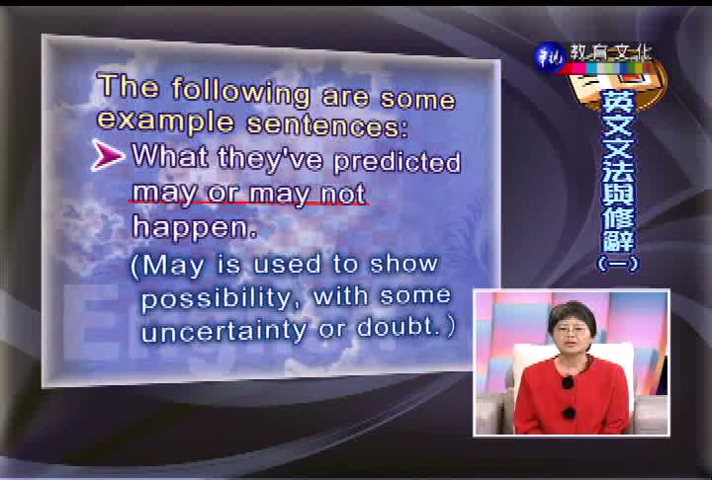 The following are some
example sentences:
What they've predicted
may or may not
happen.
(May is used to show
possibility, with some
uncertainty or doubt.)
華視 教育文化
英文文法與修辭
(一)